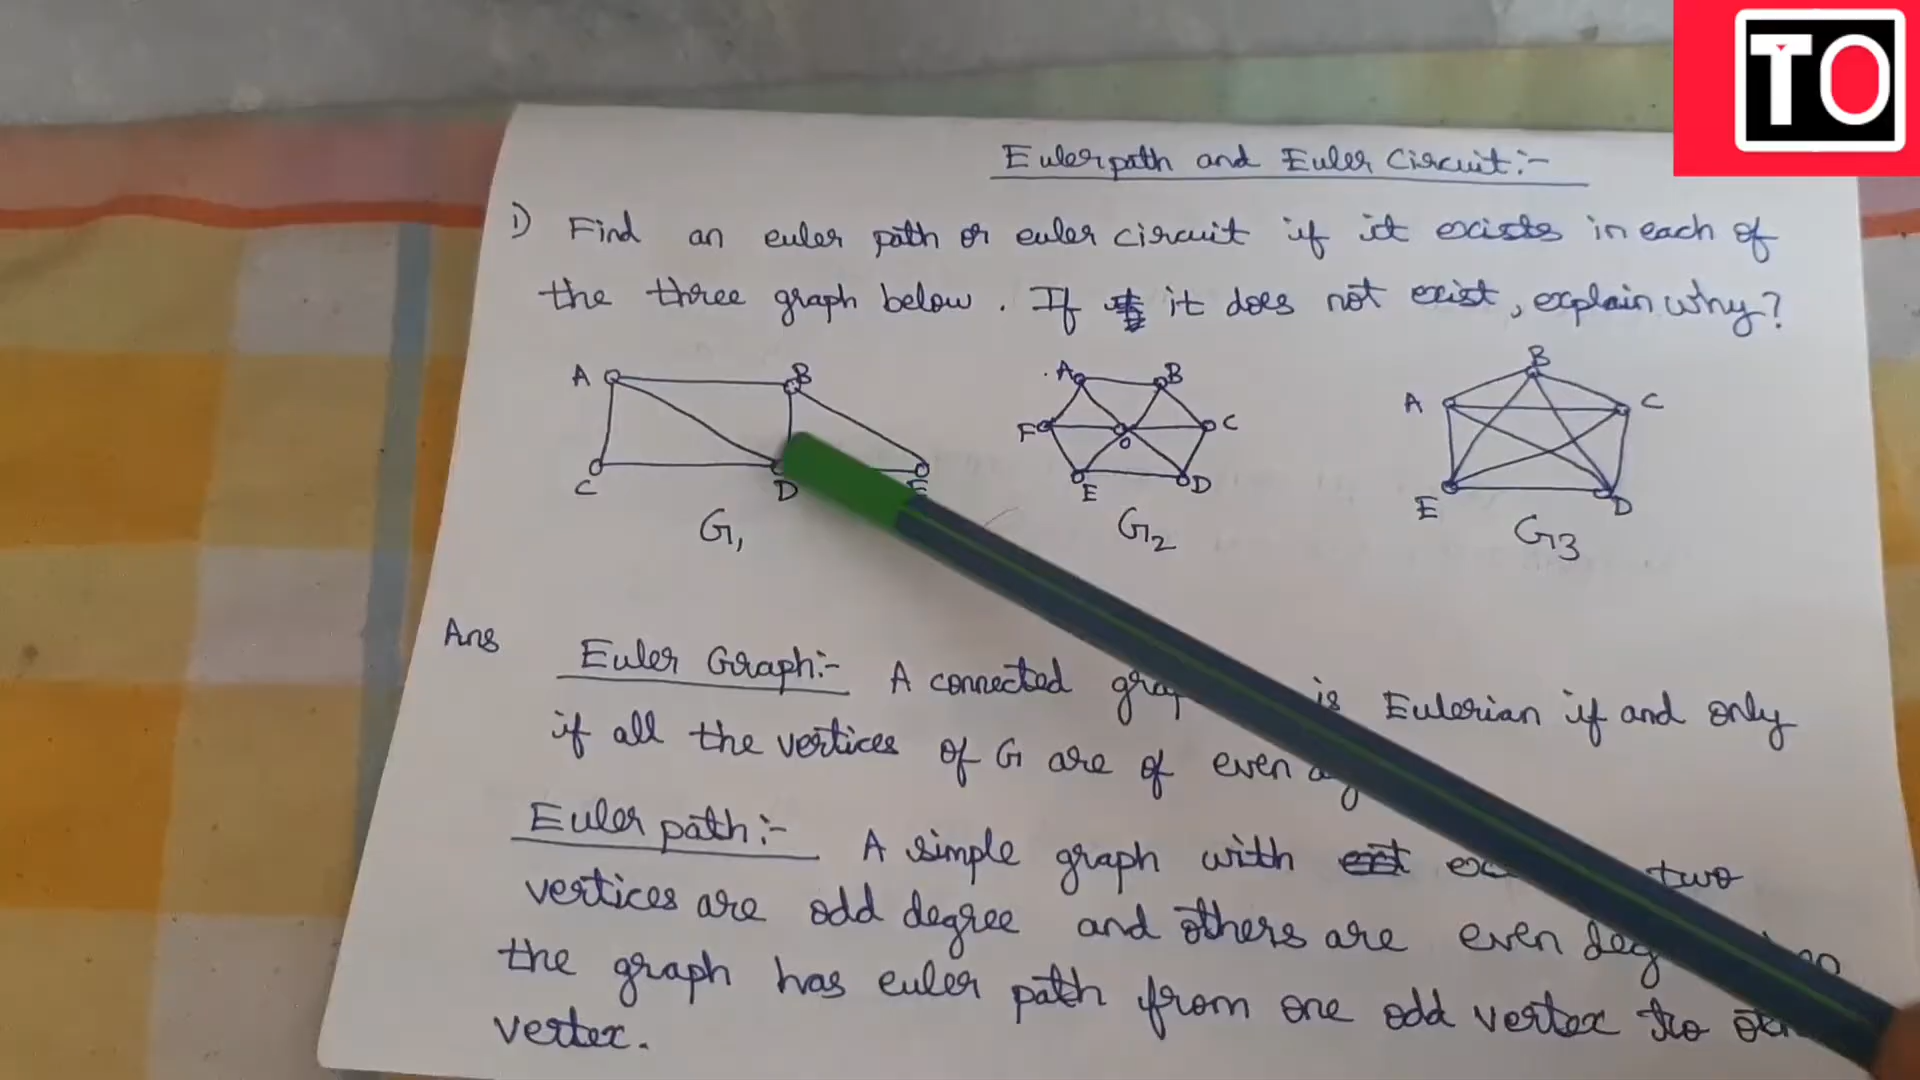 TO
Euler path and Euler Circuit:-
1) Find an euler path or euler circuit if it exists in each of
the three graph below. If it does not exist, explain why?
A B C D E
G1
A B F C O E D
G2
B A C E D
G3
Ans
Euler Graph:- A connected is Eulerian if and only
if all the vertices of G are of even
Euler path:- A simple graph with two
vertices are odd degree and others are even
the graph has euler path from one odd vertex to
vertex.